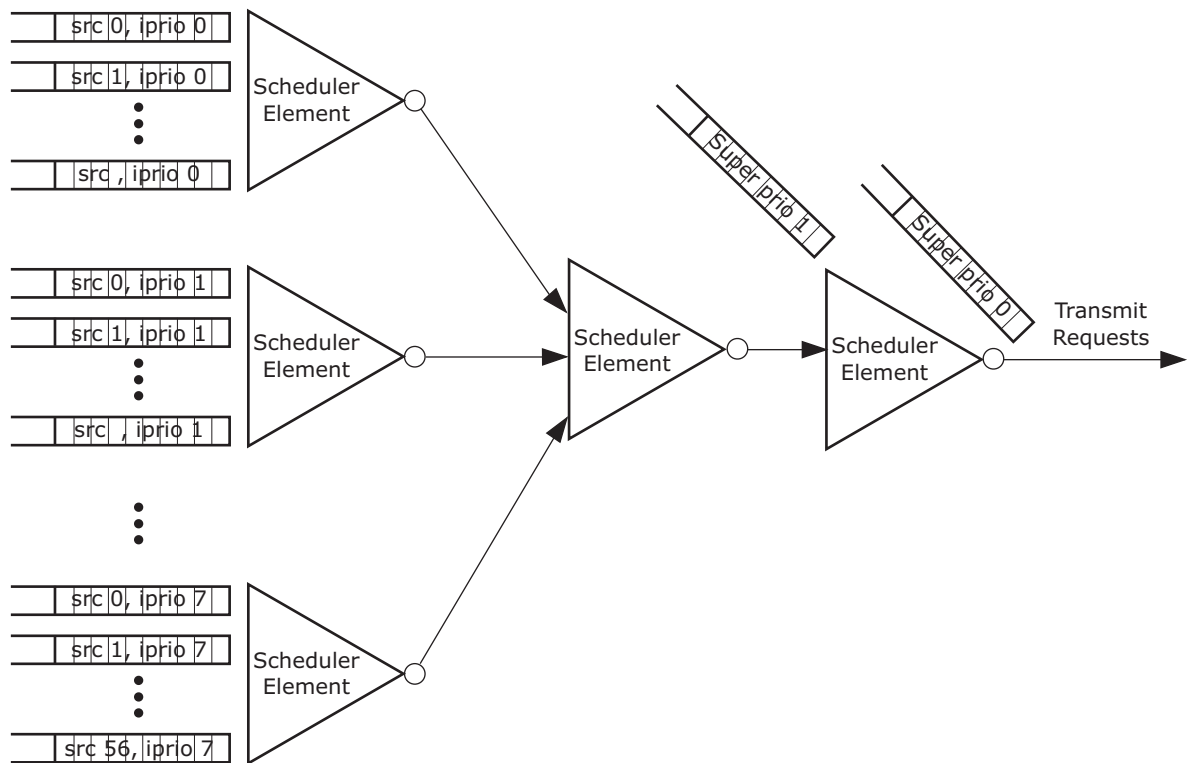 src 0, iprio 0
src 1, iprio 0
src , iprio 0
Scheduler
Element
src 0, iprio 1
src 1, iprio 1
src , iprio 1
Scheduler
Element
src 0, iprio 7
src 1, iprio 7
src 56, iprio 7
Scheduler
Element
Scheduler
Element
Super prio 1
Scheduler
Element
Super prio 0
Transmit
Requests